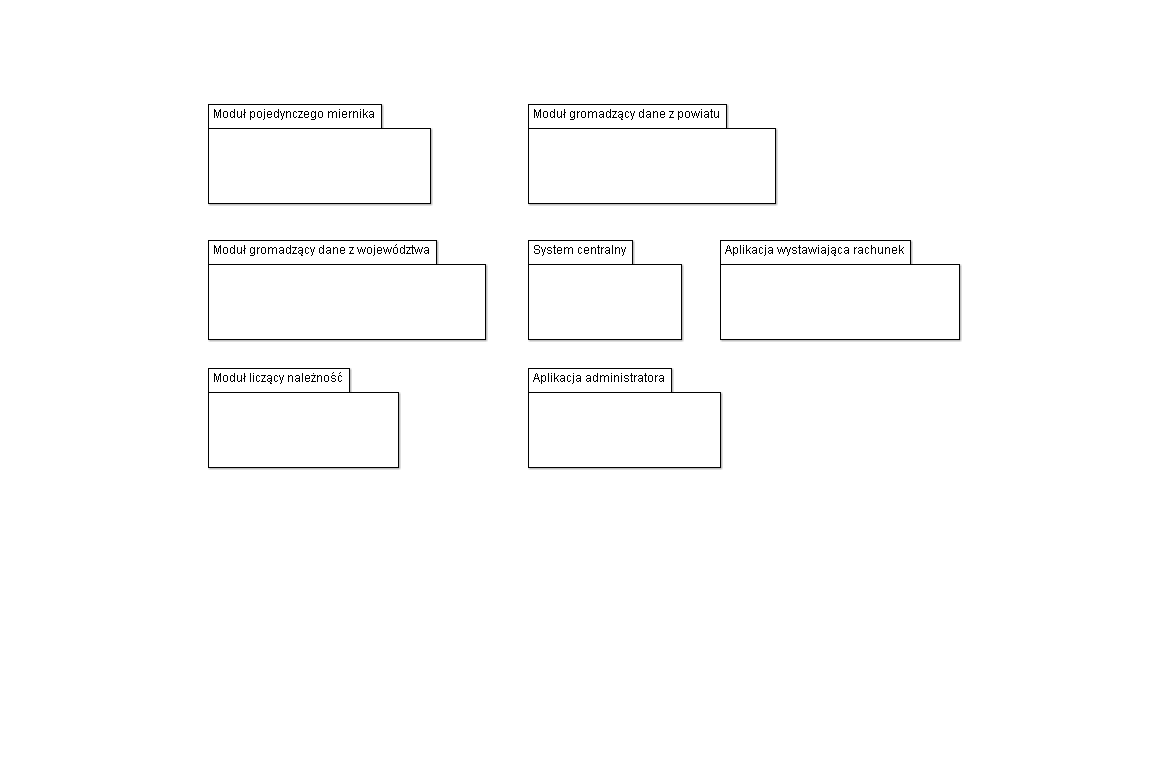 Moduł pojedynczego miernika
Moduł gromadzący dane z powiatu
Moduł gromadzący dane z województwa
System centralny
Aplikacja wystawiająca rachunek
Moduł liczący należność
Aplikacja administratora